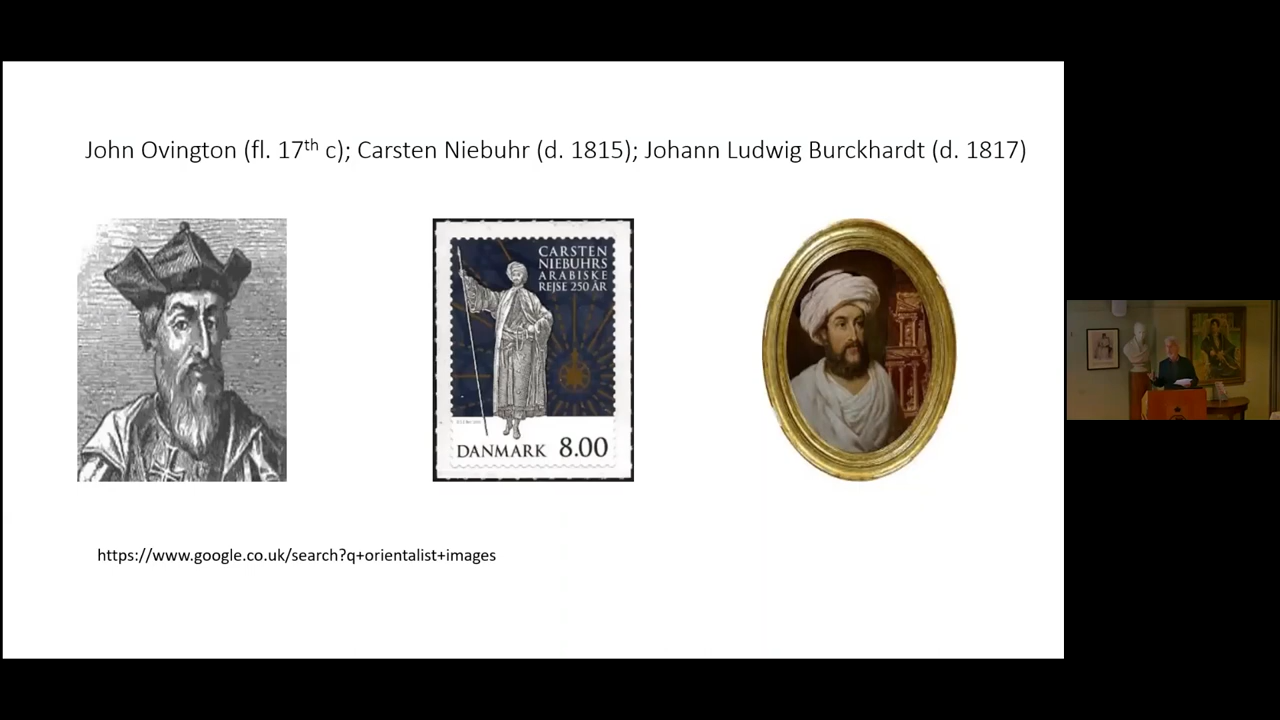 John Ovington (fl. 17th c); Carsten Niebuhr (d. 1815); Johann Ludwig Burckhardt (d. 1817)
CARSTEN
NIEBUHRS
ARABISKE
REJSE 250 ÅR
DANMARK 8.00
https://www.google.co.uk/search?q+orientalist+images